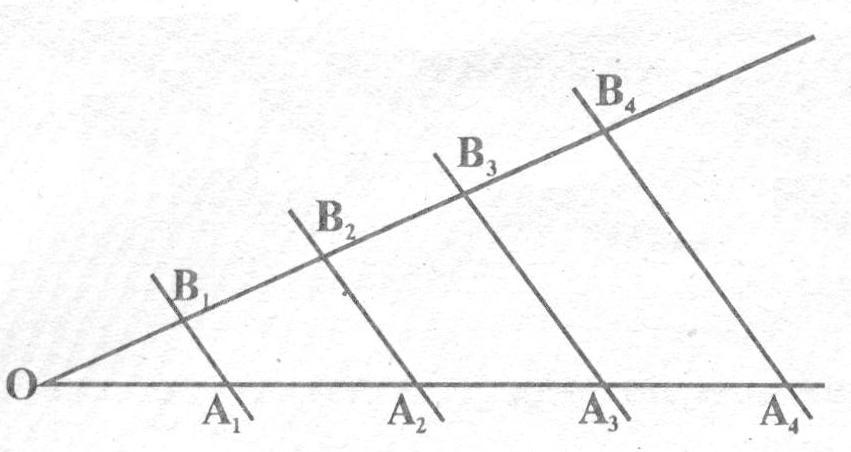 B₄
B₃
B₂
B₁
O
A₁ A₂ A₃ A₄